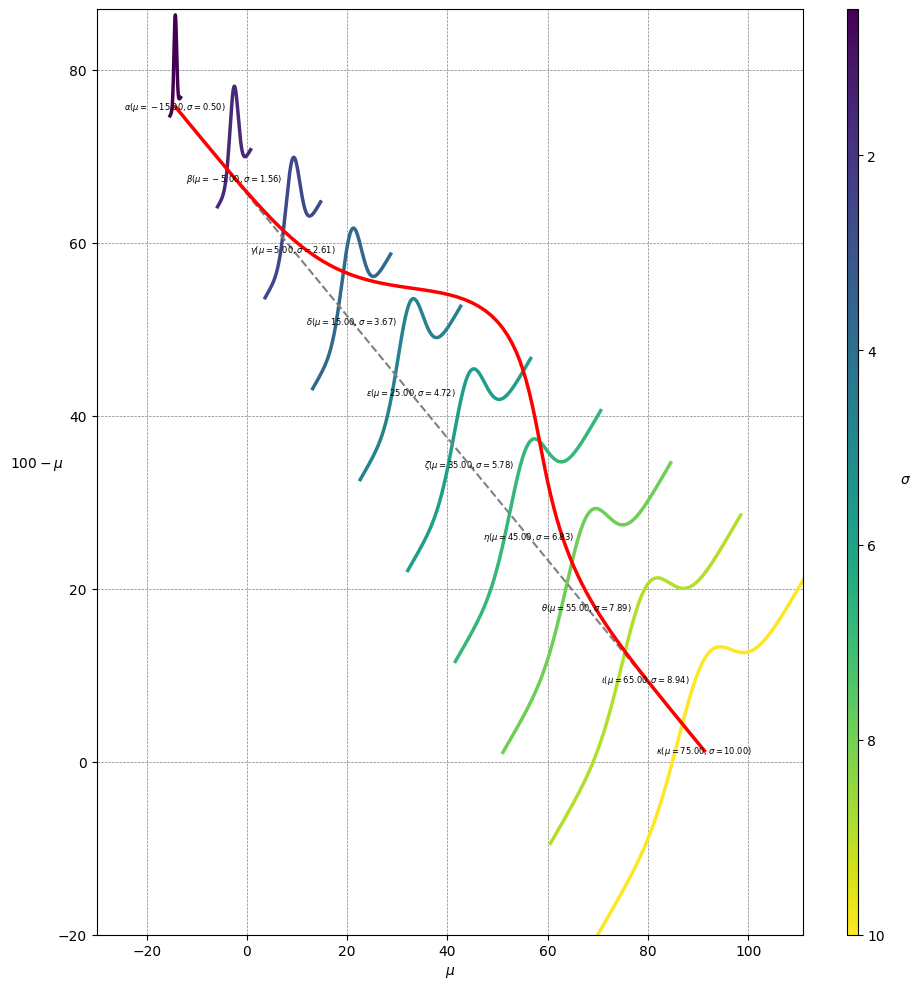 80
60
40
20
0
−20
100 − μ
−20
0
20
40
60
80
100
μ
α(μ = −15.00, σ = 0.50)
β(μ = −5.00, σ = 1.56)
γ(μ = 5.00, σ = 2.61)
δ(μ = 15.00, σ = 3.67)
ε(μ = 25.00, σ = 4.72)
ζ(μ = 35.00, σ = 5.78)
η(μ = 45.00, σ = 6.83)
θ(μ = 55.00, σ = 7.89)
ι(μ = 65.00, σ = 8.94)
κ(μ = 75.00, σ = 10.00)
2
4
6
8
10
σ